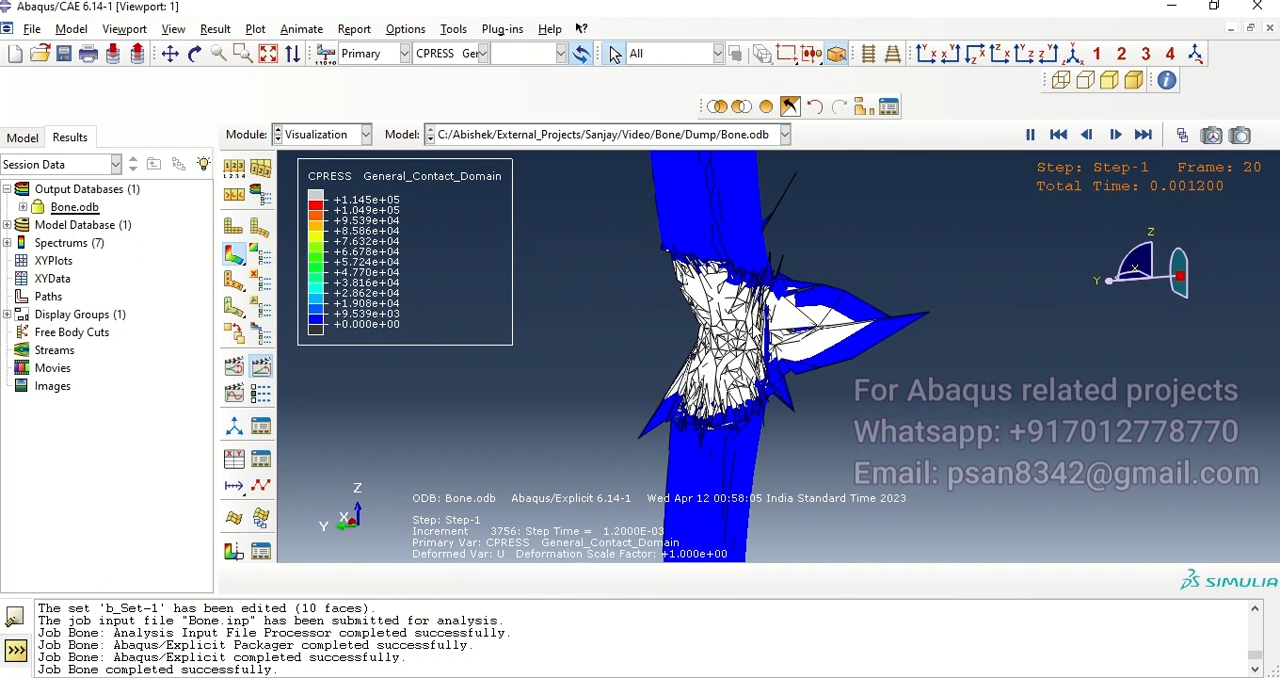 Abaqus/CAE 6.14-1 [Viewport: 1]
File Model Viewport View Result Plot Animate Report Options Tools Plug-ins Help
Primary CPRESS Ger All
1 2 3 4
Model Results Module: Visualization Model: C:/Abishek/External_Projects/Sanjay/Video/Bone/Dump/Bone.odb
Session Data
Output Databases (1)
Bone.odb
Model Database (1)
Spectrums (7)
XYPlots
XYData
Paths
Display Groups (1)
Free Body Cuts
Streams
Movies
Images
CPRESS General_Contact_Domain
+1.145e+05
+1.049e+05
+9.539e+04
+8.586e+04
+7.632e+04
+6.678e+04
+5.724e+04
+4.770e+04
+3.816e+04
+2.862e+04
+1.908e+04
+9.539e+03
+0.000e+00
Step: Step-1 Frame: 20
Total Time: 0.001200
Z
Y X
For Abaqus related projects
Whatsapp: +917012778770
Email: psan8342@gmail.com
Z
Y X
ODB: Bone.odb Abaqus/Explicit 6.14-1 Wed Apr 12 00:58:05 India Standard Time 2023
Step: Step-1
Increment 3756: Step Time = 1.2000E-03
Primary Var: CPRESS General_Contact_Domain
Deformed Var: U Deformation Scale Factor: +1.000e+00
SIMULIA
The set 'b_Set-1' has been edited (10 faces).
The job input file "Bone.inp" has been submitted for analysis.
Job Bone: Analysis Input File Processor completed successfully.
Job Bone: Abaqus/Explicit Packager completed successfully.
Job Bone: Abaqus/Explicit completed successfully.
Job Bone completed successfully.